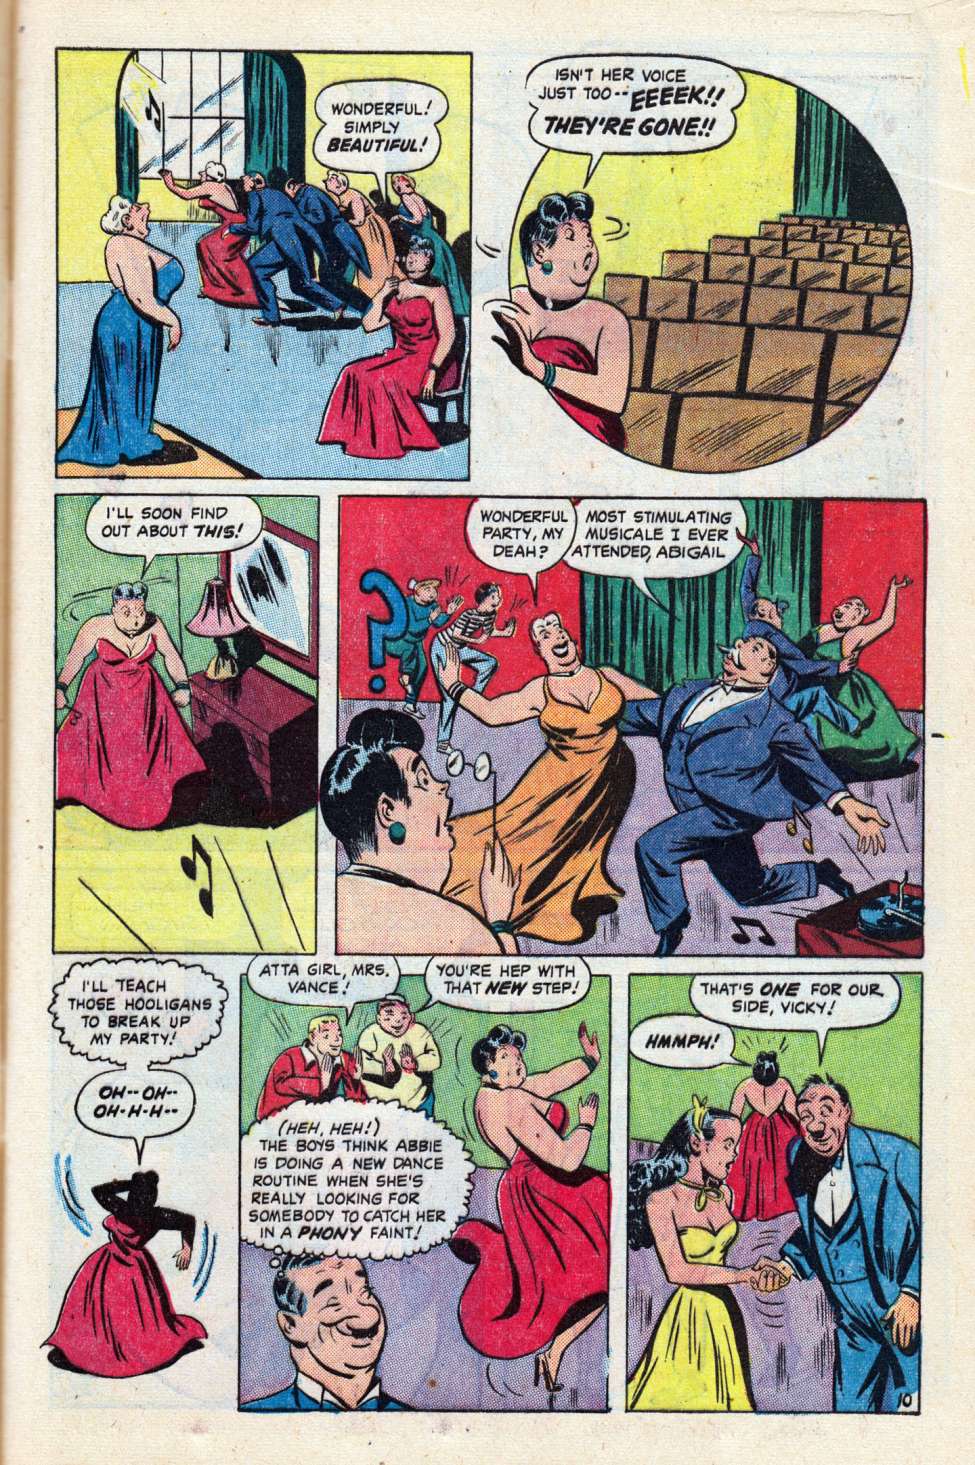 WONDERFUL!
SIMPLY
BEAUTIFUL!
ISN'T HER VOICE
JUST TOO-- EEEEK!!
THEY'RE GONE!!
I'LL SOON FIND
OUT ABOUT THIS!
?
WONDERFUL
PARTY, MY
DEAH?
MOST STIMULATING
MUSICALE I EVER
ATTENDED, ABIGAIL
I'LL TEACH
THOSE HOOLIGANS
TO BREAK UP
MY PARTY!
OH-- OH--
OH-H-H--
ATTA GIRL, MRS.
VANCE!
YOU'RE HEP WITH
THAT NEW STEP!
(HEH, HEH!)
THE BOYS THINK ABBIE
IS DOING A NEW DANCE
ROUTINE WHEN SHE'S
REALLY LOOKING FOR
SOMEBODY TO CATCH HER
IN A PHONY FAINT!
HMMPH!
THAT'S ONE FOR OUR
SIDE, VICKY!
10